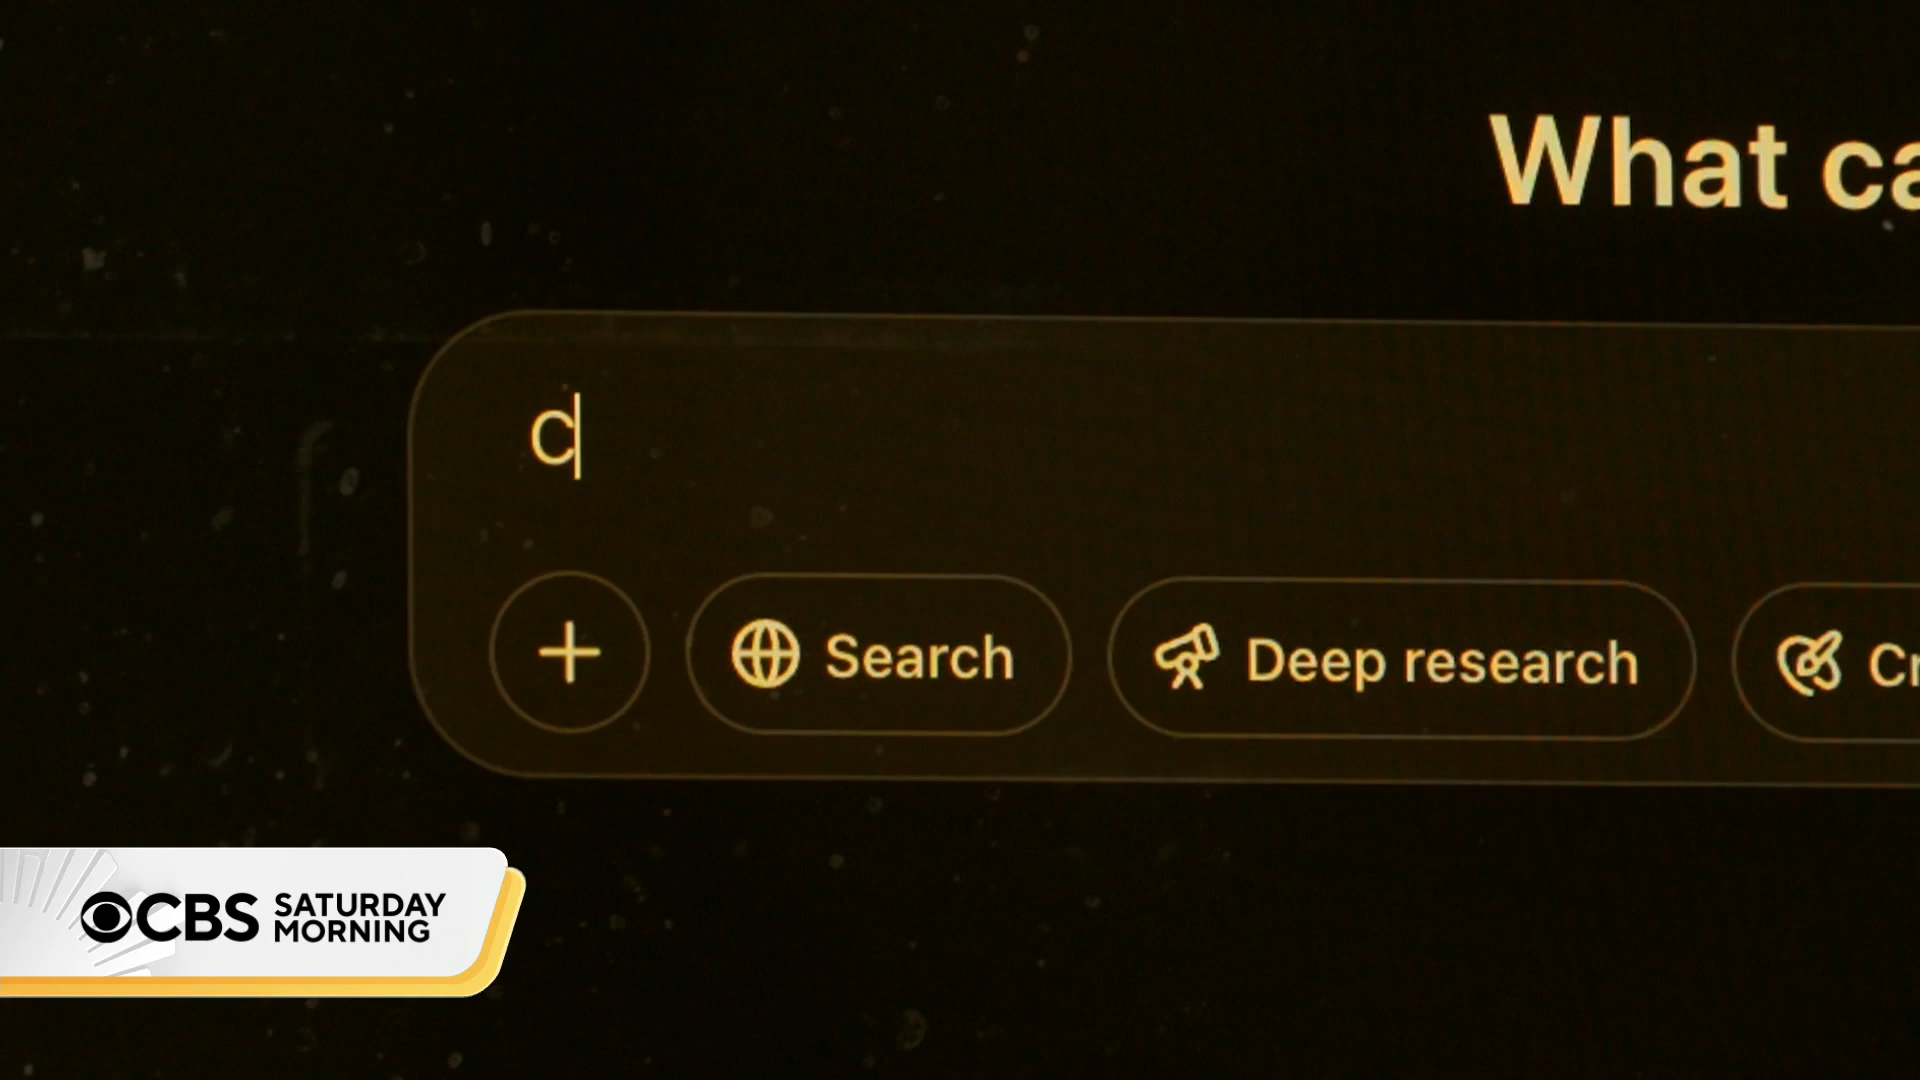 What ca
C
Search
Deep research
Cr
CBS SATURDAY
MORNING